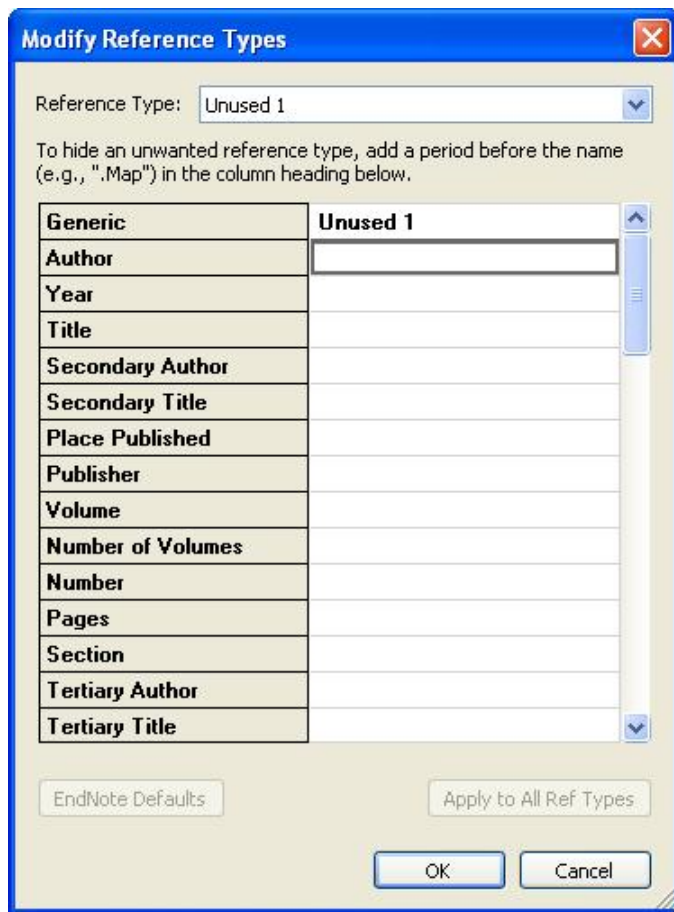 Modify Reference Types
Reference Type: Unused 1
To hide an unwanted reference type, add a period before the name
(e.g., ".Map") in the column heading below.
Generic Unused 1
Author
Year
Title
Secondary Author
Secondary Title
Place Published
Publisher
Volume
Number of Volumes
Number
Pages
Section
Tertiary Author
Tertiary Title
EndNote Defaults Apply to All Ref Types
OK Cancel